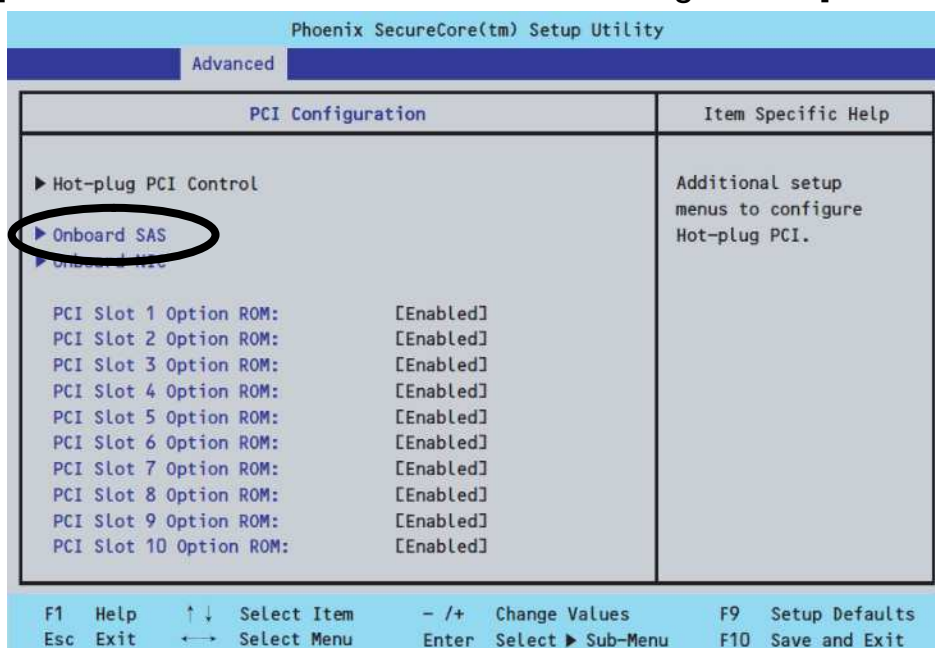 Phoenix SecureCore(tm) Setup Utility
Advanced
PCI Configuration
Item Specific Help
▶ Hot-plug PCI Control
▶ Onboard SAS
▶ Onboard NIC
PCI Slot 1 Option ROM: [Enabled]
PCI Slot 2 Option ROM: [Enabled]
PCI Slot 3 Option ROM: [Enabled]
PCI Slot 4 Option ROM: [Enabled]
PCI Slot 5 Option ROM: [Enabled]
PCI Slot 6 Option ROM: [Enabled]
PCI Slot 7 Option ROM: [Enabled]
PCI Slot 8 Option ROM: [Enabled]
PCI Slot 9 Option ROM: [Enabled]
PCI Slot 10 Option ROM: [Enabled]
Additional setup
menus to configure
Hot-plug PCI.
F1 Help ↑↓ Select Item - /+ Change Values F9 Setup Defaults
Esc Exit ←→ Select Menu Enter Select ▶ Sub-Menu F10 Save and Exit